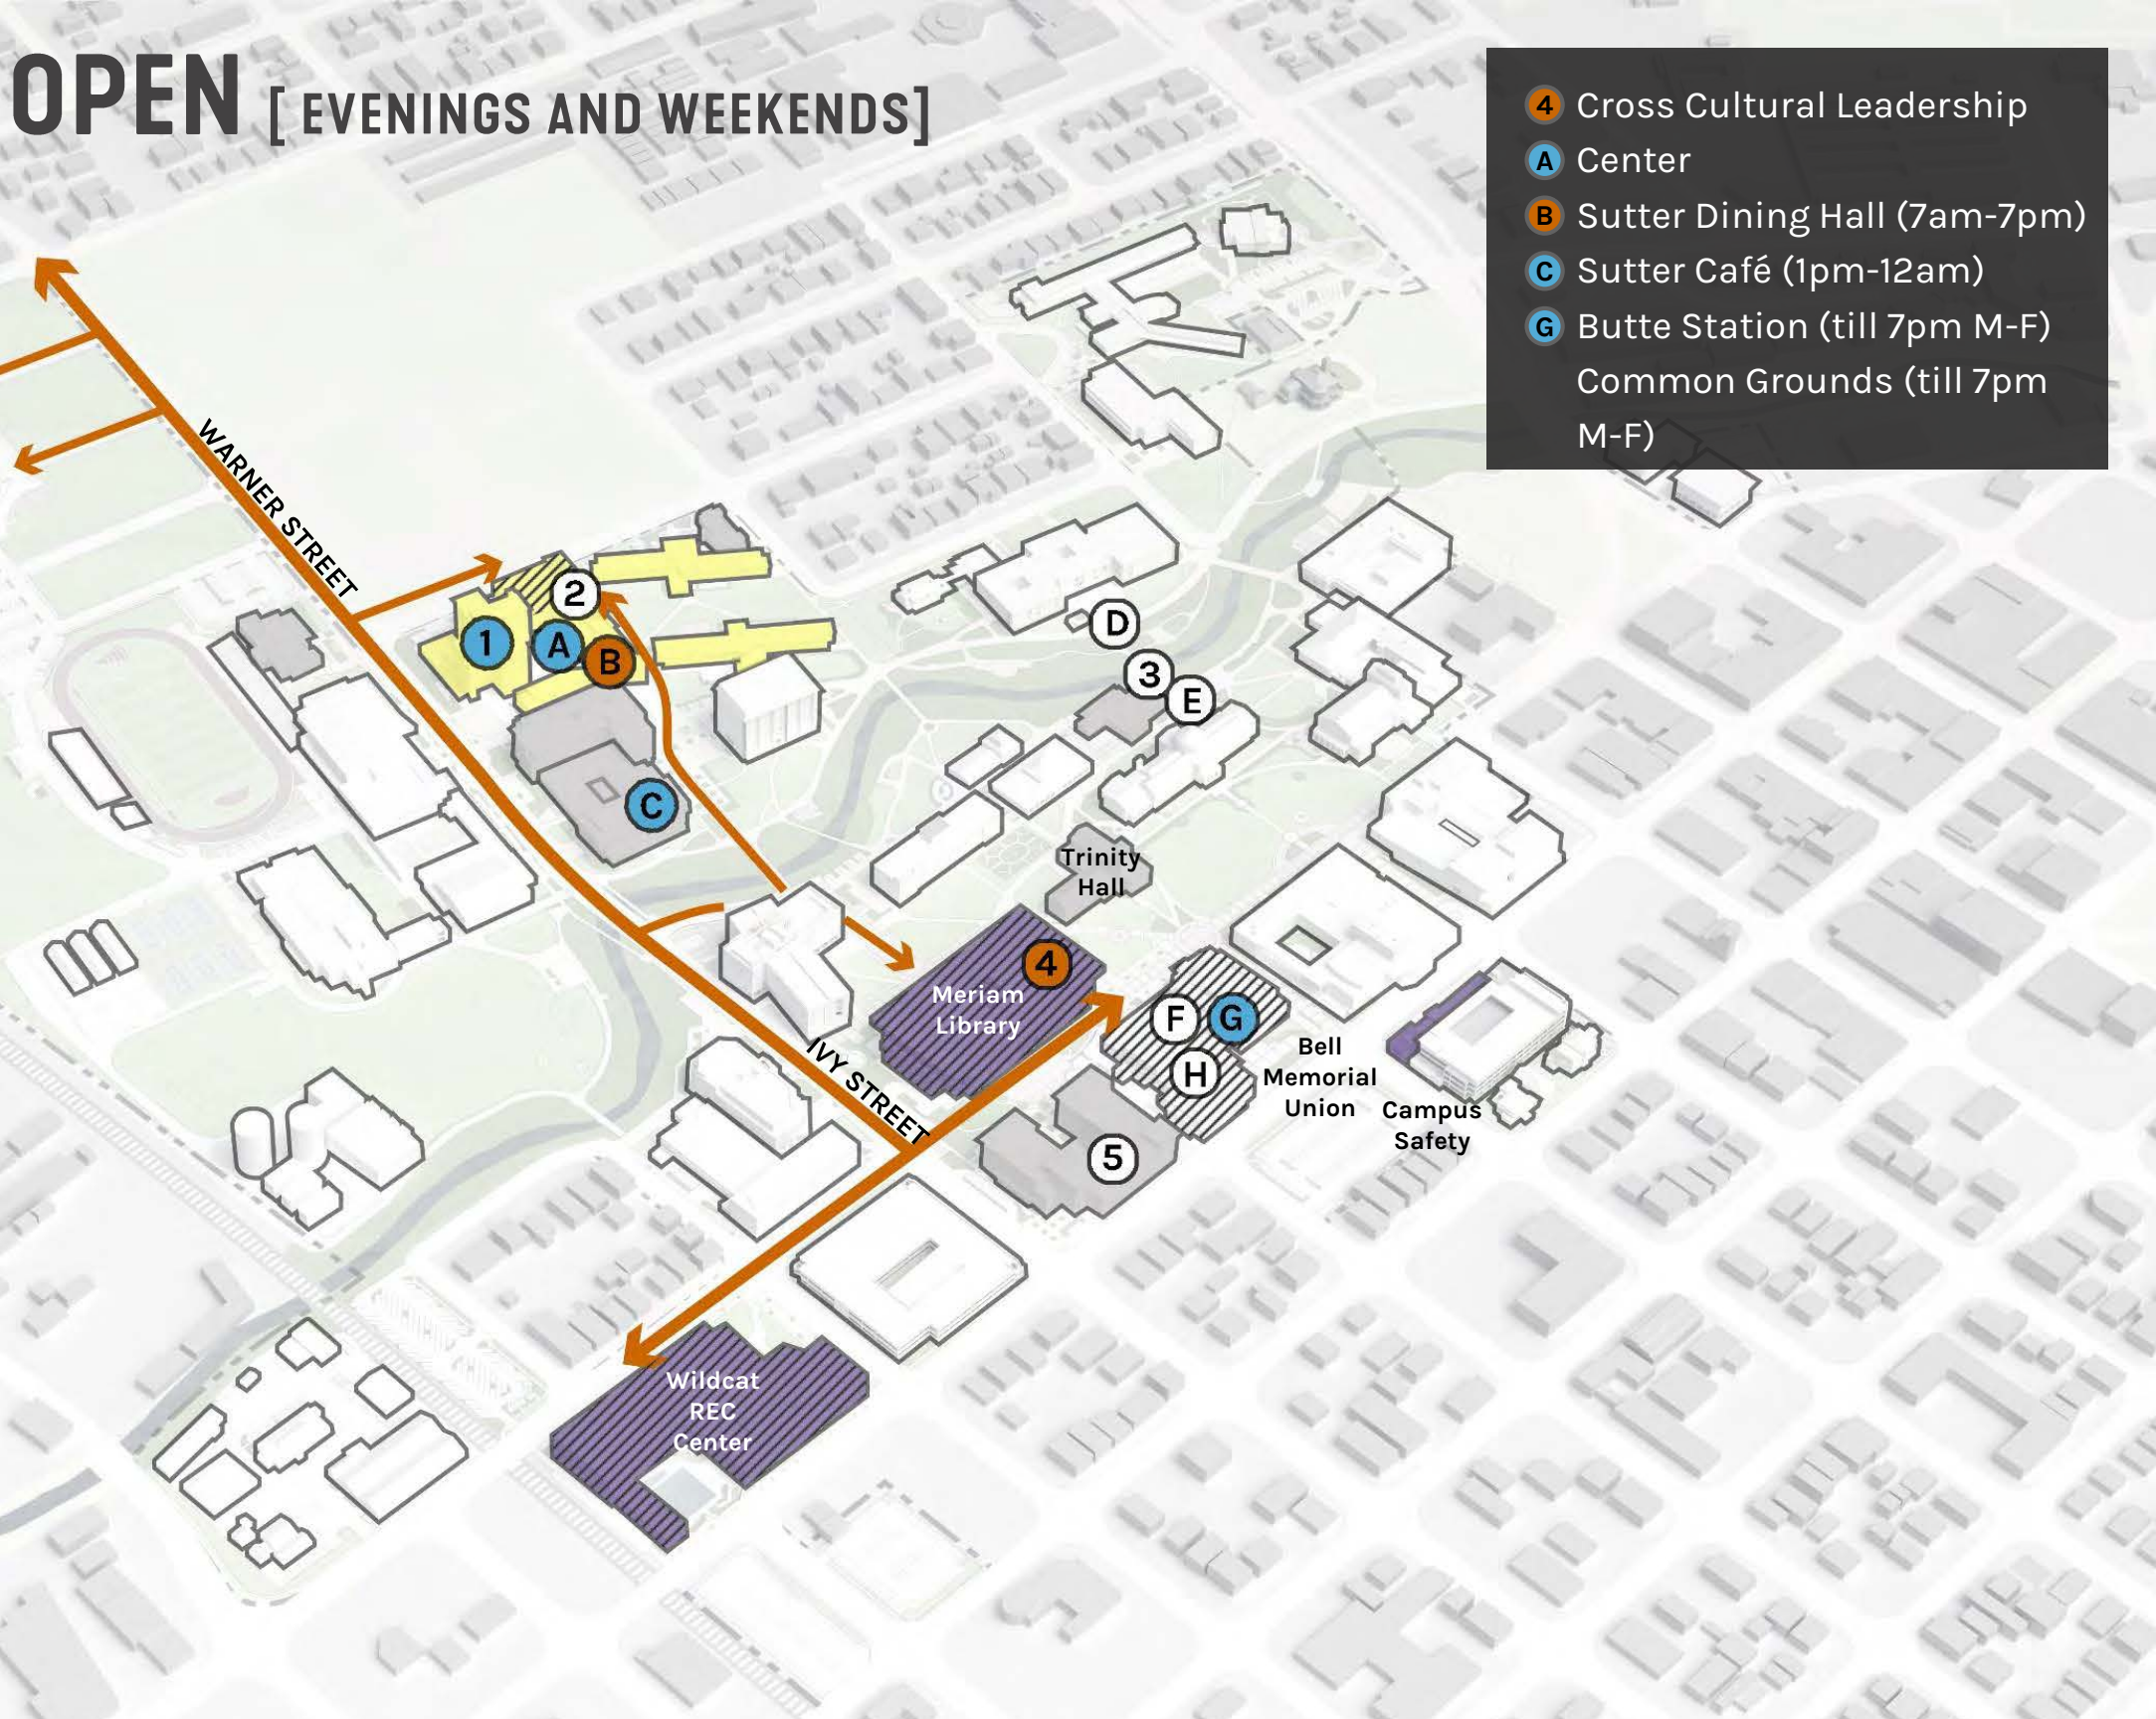 OPEN [EVENINGS AND WEEKENDS]
4 Cross Cultural Leadership
A Center
B Sutter Dining Hall (7am-7pm)
C Sutter Café (1pm-12am)
G Butte Station (till 7pm M-F)
Common Grounds (till 7pm
M-F)
WARNER STREET
2
1
A
B
D
3
E
C
Trinity
Hall
4
Meriam
Library
F
G
H
IVY STREET
Bell
Memorial
Union
Campus
Safety
5
Wildcat
REC
Center